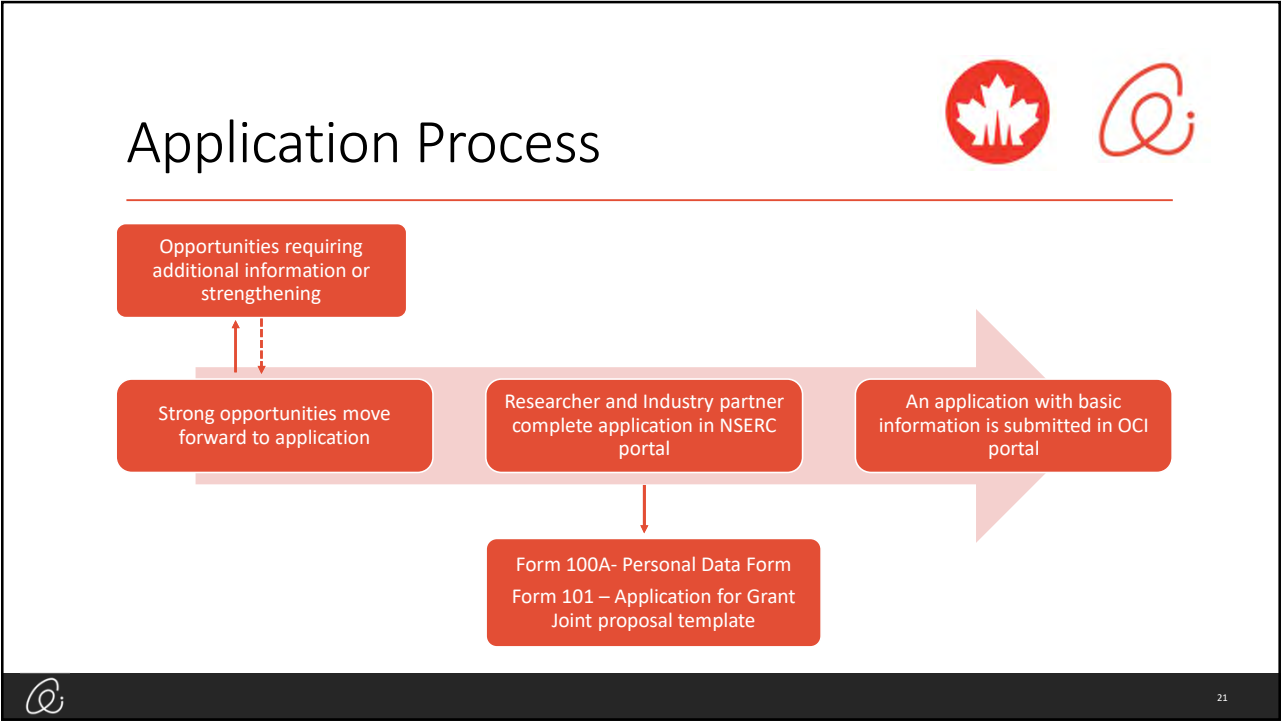 Application Process
Opportunities requiring
additional information or
strengthening
Strong opportunities move
forward to application
Researcher and Industry partner
complete application in NSERC
portal
An application with basic
information is submitted in OCI
portal
Form 100A- Personal Data Form
Form 101 – Application for Grant
Joint proposal template
21